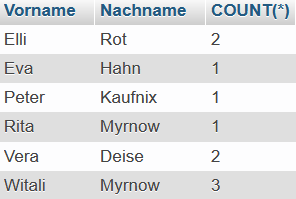 Vorname Nachname COUNT(*)
Elli Rot 2
Eva Hahn 1
Peter Kaufnix 1
Rita Myrnow 1
Vera Deise 2
Witali Myrnow 3